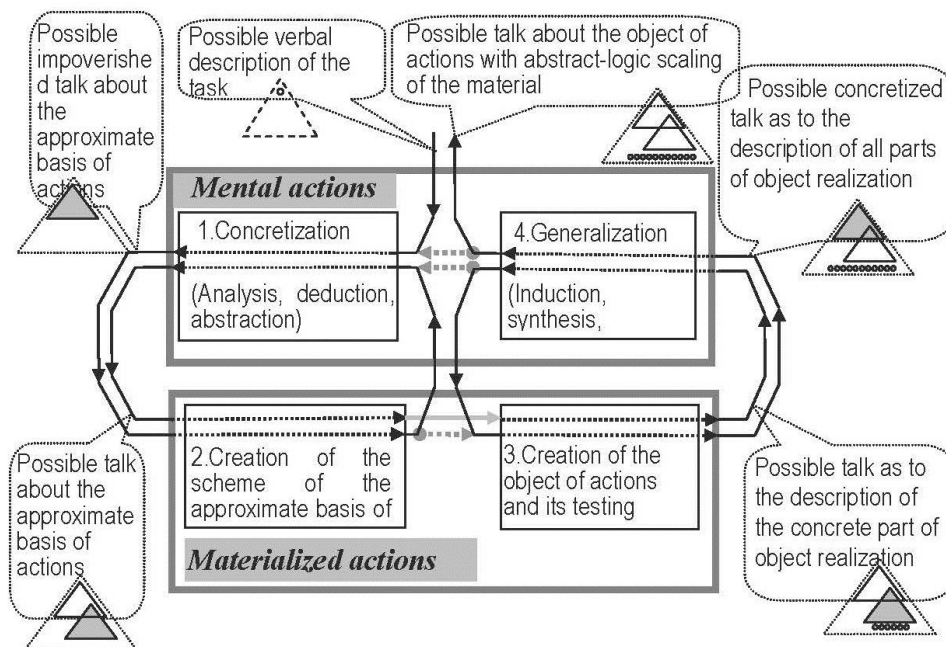 Possible
impoverishe
d talk about
the
approximate
basis of
actions
Possible verbal
description of the
task
Possible talk about the object of
actions with abstract-logic scaling
of the material
Possible concretized
talk as to the
description of all parts
of object realization
Mental actions
1.Concretization
(Analysis, deduction,
abstraction)
4.Generalization
(Induction,
synthesis,
2.Creation of the
scheme of the
approximate basis of
3.Creation of the
object of actions
and its testing
Materialized actions
Possible talk
about the
approximate
basis of
actions
Possible talk as to
the description of
the concrete part of
object realization